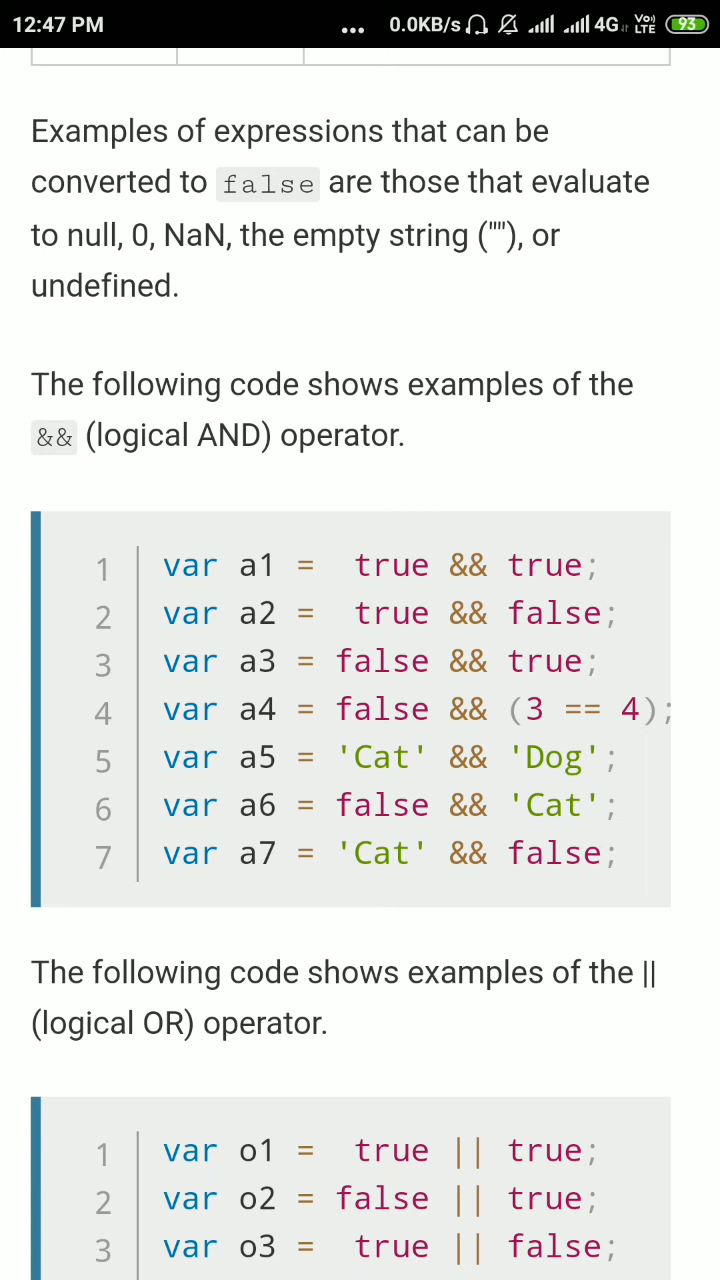 12:47 PM ... 0.0KB/s 4G Vo)) LTE 93
Examples of expressions that can be
converted to false are those that evaluate
to null, 0, NaN, the empty string (""), or
undefined.
The following code shows examples of the
&& (logical AND) operator.
1 var a1 =  true && true;
2 var a2 =  true && false;
3 var a3 = false && true;
4 var a4 = false && (3 == 4);
5 var a5 = 'Cat' && 'Dog';
6 var a6 = false && 'Cat';
7 var a7 = 'Cat' && false;
The following code shows examples of the ||
(logical OR) operator.
1 var o1 =  true || true;
2 var o2 = false || true;
3 var o3 =  true || false;